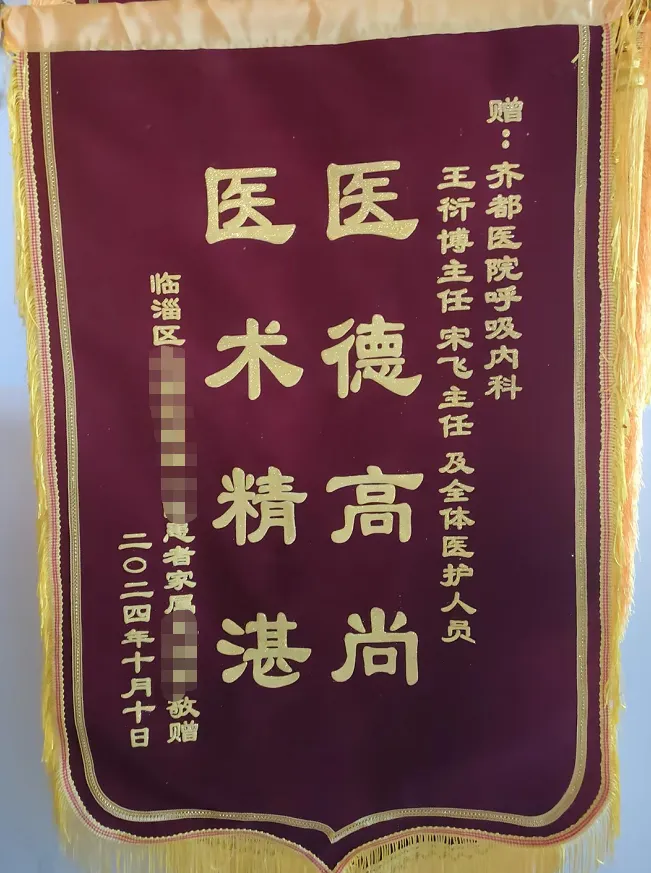 赠：齐都医院呼吸内科
王衍博主任 宋飞主任 及全体医护人员
医德高尚
医术精湛
临淄区 患者家属 敬赠
二〇二四年十月十日